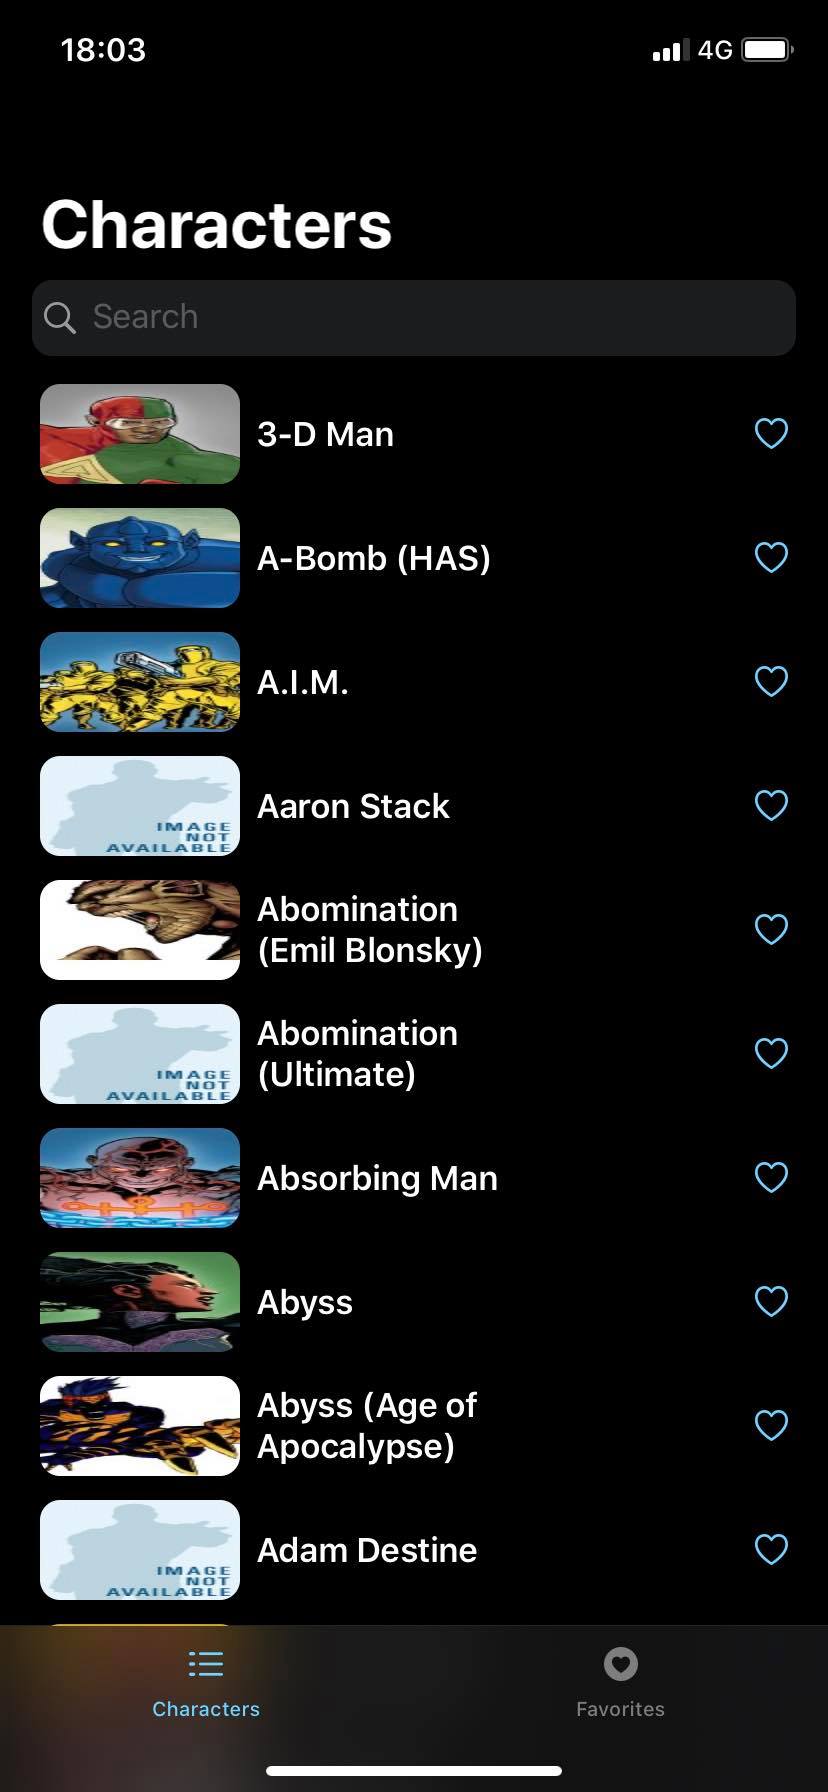 18:03
4G
Characters
Search
3-D Man
A-Bomb (HAS)
A.I.M.
Aaron Stack
IMAGE
NOT
AVAILABLE
Abomination
(Emil Blonsky)
Abomination
(Ultimate)
IMAGE
NOT
AVAILABLE
Absorbing Man
Abyss
Abyss (Age of
Apocalypse)
Adam Destine
IMAGE
NOT
AVAILABLE
Characters
Favorites